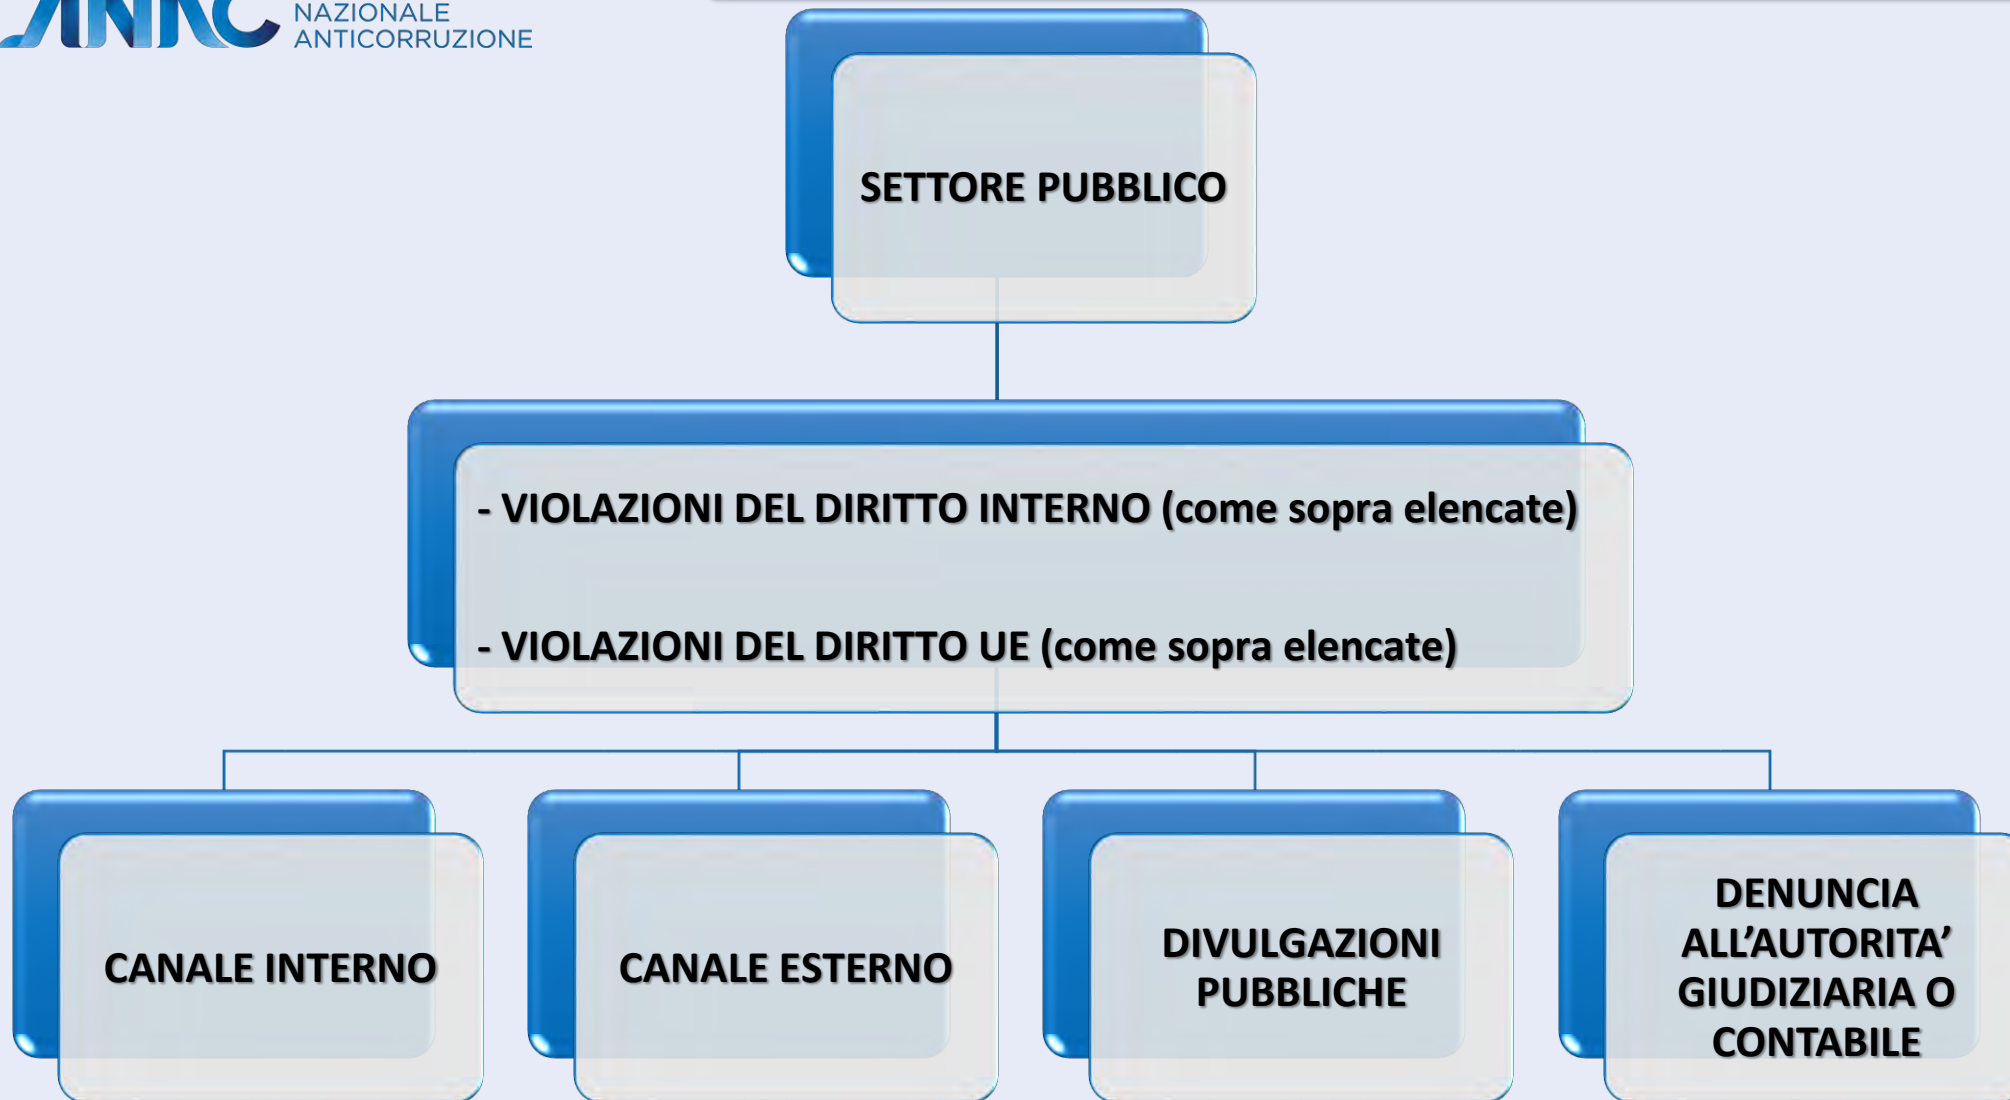 ANAC
NAZIONALE
ANTICORRUZIONE
SETTORE PUBBLICO
- VIOLAZIONI DEL DIRITTO INTERNO (come sopra elencate)
- VIOLAZIONI DEL DIRITTO UE (come sopra elencate)
CANALE INTERNO
CANALE ESTERNO
DIVULGAZIONI
PUBBLICHE
DENUNCIA
ALL’AUTORITA’
GIUDIZIARIA O
CONTABILE